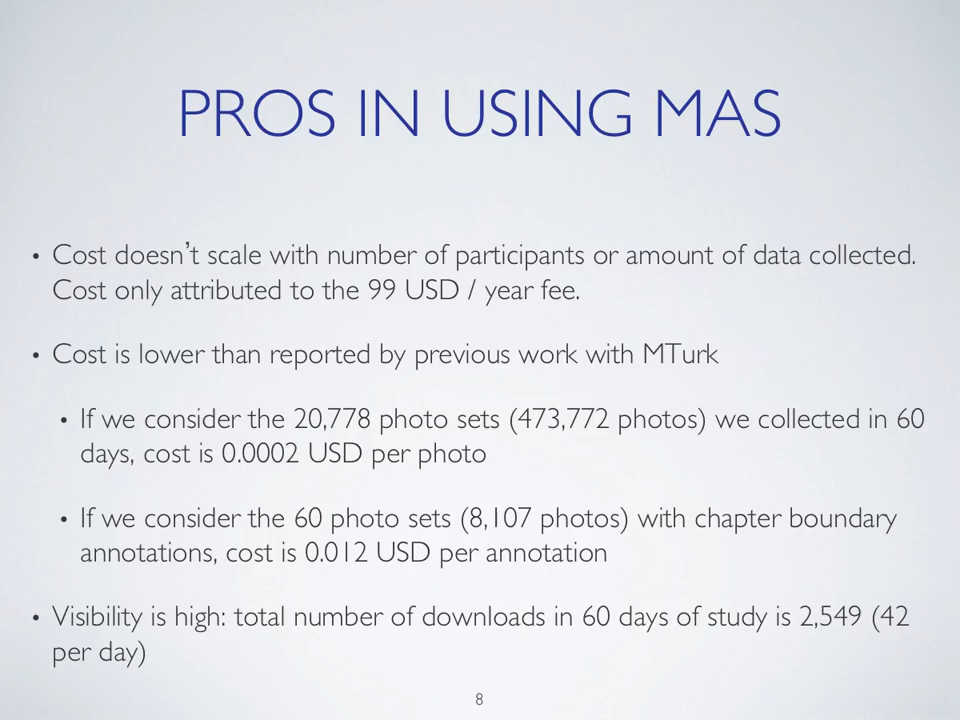 PROS IN USING MAS
• Cost doesn’t scale with number of participants or amount of data collected.
Cost only attributed to the 99 USD / year fee.
• Cost is lower than reported by previous work with MTurk
• If we consider the 20,778 photo sets (473,772 photos) we collected in 60
days, cost is 0.0002 USD per photo
• If we consider the 60 photo sets (8,107 photos) with chapter boundary
annotations, cost is 0.012 USD per annotation
• Visibility is high: total number of downloads in 60 days of study is 2,549 (42
per day)
8